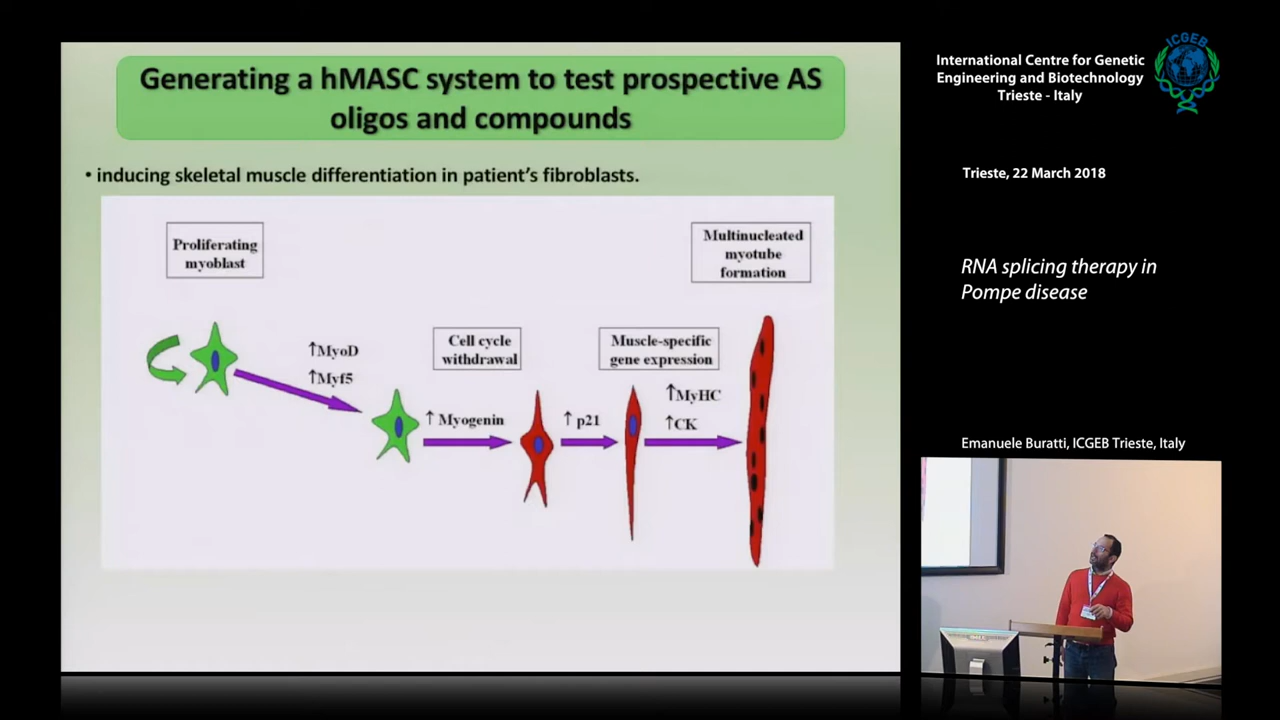 Generating a hMASC system to test prospective AS
oligos and compounds
• inducing skeletal muscle differentiation in patient's fibroblasts.
Proliferating
myoblast
Multinucleated
myotube
formation
Cell cycle
withdrawal
Muscle-specific
gene expression
↑MyoD
↑Myf5
↑ Myogenin
↑ p21
↑MyHC
↑CK
International Centre for Genetic
Engineering and Biotechnology
Trieste - Italy
ICGEB
Trieste, 22 March 2018
RNA splicing therapy in
Pompe disease
Emanuele Buratti, ICGEB Trieste, Italy